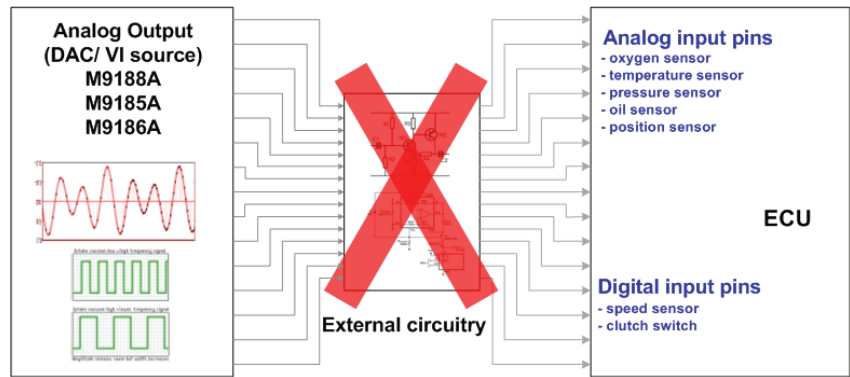 Analog Output
(DAC/ VI source)
M9188A
M9185A
M9186A
External circuitry
Analog input pins
- oxygen sensor
- temperature sensor
- pressure sensor
- oil sensor
- position sensor
ECU
Digital input pins
- speed sensor
- clutch switch